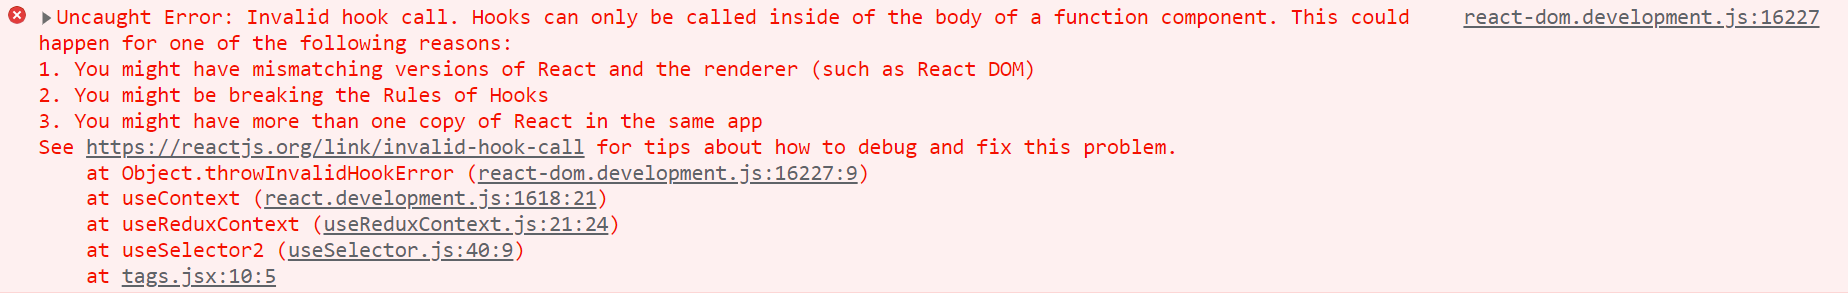 Uncaught Error: Invalid hook call. Hooks can only be called inside of the body of a function component. This could react-dom.development.js:16227
happen for one of the following reasons:
1. You might have mismatching versions of React and the renderer (such as React DOM)
2. You might be breaking the Rules of Hooks
3. You might have more than one copy of React in the same app
See https://reactjs.org/link/invalid-hook-call for tips about how to debug and fix this problem.
at Object.throwInvalidHookError (react-dom.development.js:16227:9)
at useContext (react.development.js:1618:21)
at useReduxContext (useReduxContext.js:21:24)
at useSelector2 (useSelector.js:40:9)
at tags.jsx:10:5